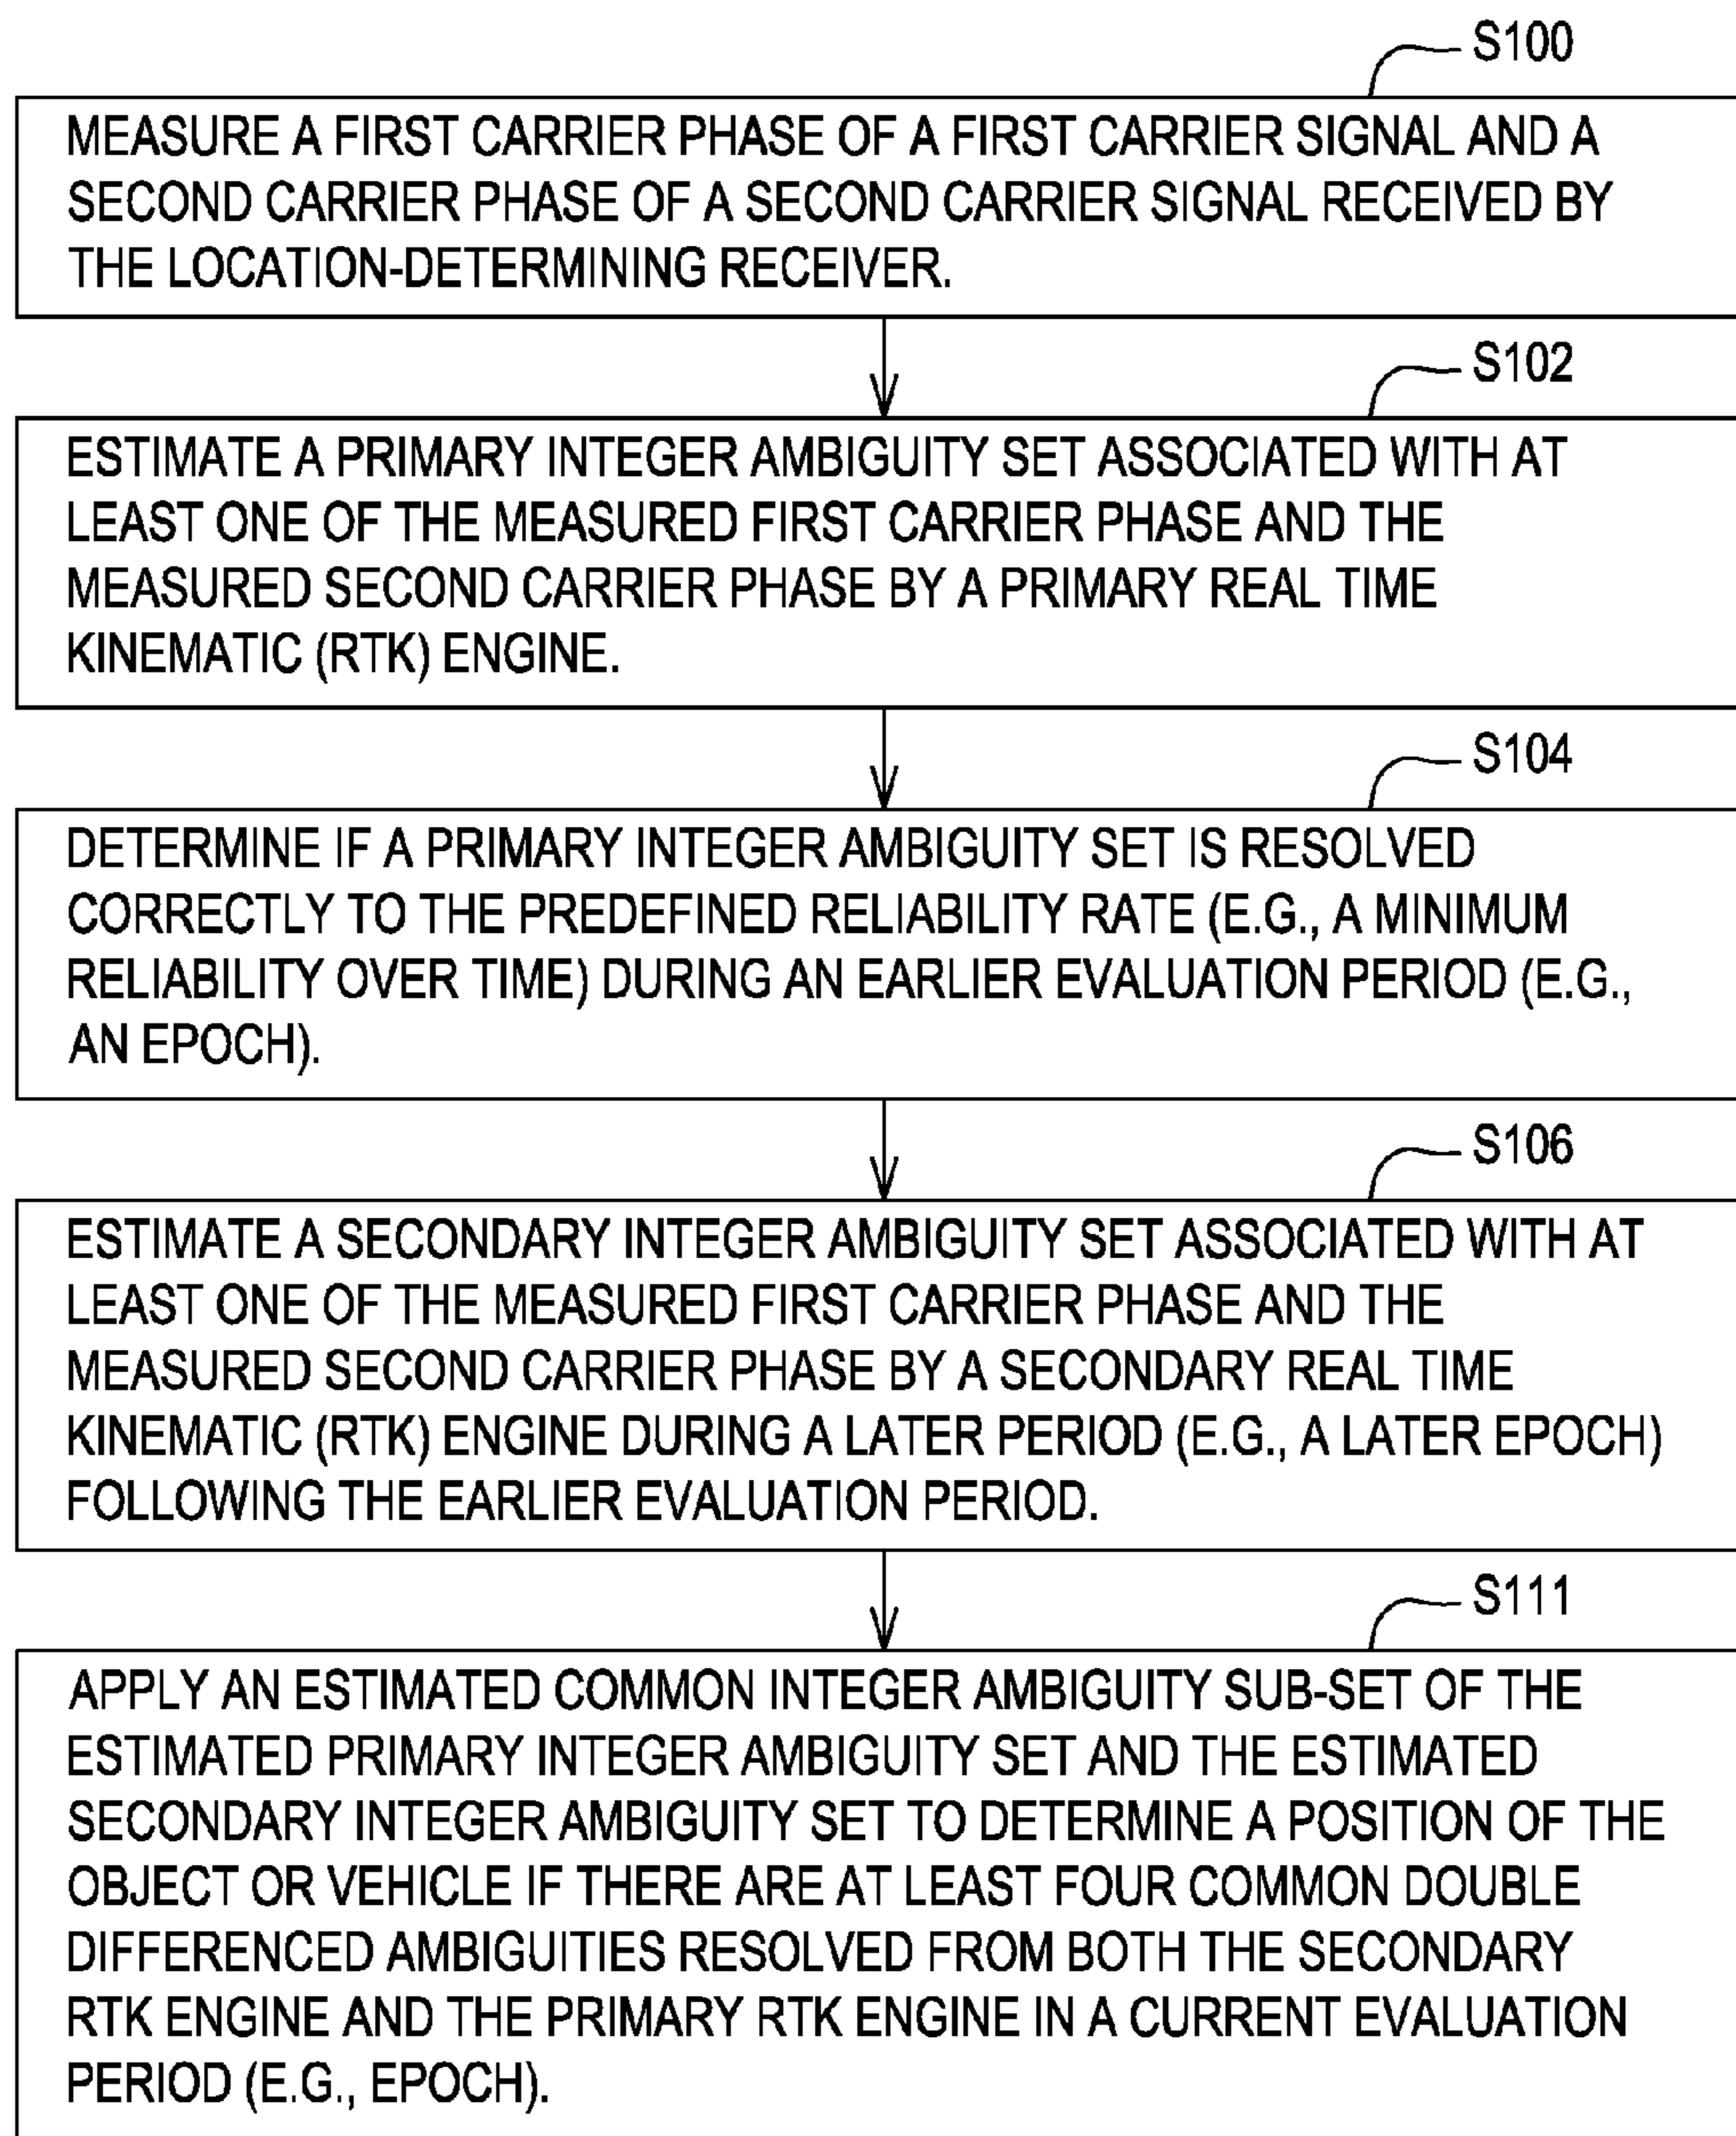 S100
MEASURE A FIRST CARRIER PHASE OF A FIRST CARRIER SIGNAL AND A
SECOND CARRIER PHASE OF A SECOND CARRIER SIGNAL RECEIVED BY
THE LOCATION-DETERMINING RECEIVER.
S102
ESTIMATE A PRIMARY INTEGER AMBIGUITY SET ASSOCIATED WITH AT
LEAST ONE OF THE MEASURED FIRST CARRIER PHASE AND THE
MEASURED SECOND CARRIER PHASE BY A PRIMARY REAL TIME
KINEMATIC (RTK) ENGINE.
S104
DETERMINE IF A PRIMARY INTEGER AMBIGUITY SET IS RESOLVED
CORRECTLY TO THE PREDEFINED RELIABILITY RATE (E.G., A MINIMUM
RELIABILITY OVER TIME) DURING AN EARLIER EVALUATION PERIOD (E.G.,
AN EPOCH).
S106
ESTIMATE A SECONDARY INTEGER AMBIGUITY SET ASSOCIATED WITH AT
LEAST ONE OF THE MEASURED FIRST CARRIER PHASE AND THE
MEASURED SECOND CARRIER PHASE BY A SECONDARY REAL TIME
KINEMATIC (RTK) ENGINE DURING A LATER PERIOD (E.G., A LATER EPOCH)
FOLLOWING THE EARLIER EVALUATION PERIOD.
S111
APPLY AN ESTIMATED COMMON INTEGER AMBIGUITY SUB-SET OF THE
ESTIMATED PRIMARY INTEGER AMBIGUITY SET AND THE ESTIMATED
SECONDARY INTEGER AMBIGUITY SET TO DETERMINE A POSITION OF THE
OBJECT OR VEHICLE IF THERE ARE AT LEAST FOUR COMMON DOUBLE
DIFFERENCED AMBIGUITIES RESOLVED FROM BOTH THE SECONDARY
RTK ENGINE AND THE PRIMARY RTK ENGINE IN A CURRENT EVALUATION
PERIOD (E.G., EPOCH).